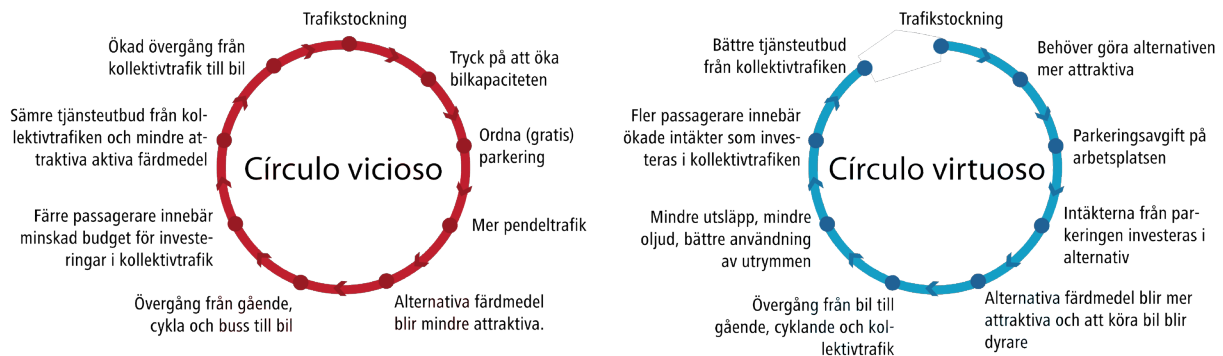 Trafikstockning
Tryck på att öka
bilkapaciteten
Ordna (gratis)
parkering
Mer pendeltrafik
Alternativa färdmedel
blir mindre attraktiva.
Övergång från gående,
cykla och buss till bil
Färre passagerare innebär
minskad budget för investe-
ringar i kollektivtrafik
Sämre tjänsteutbud från kol-
lektivtrafiken och mindre at-
traktiva aktiva färdmedel
Ökad övergång från
kollektivtrafik till bil
Círculo vicioso
Trafikstockning
Behöver göra alternativen
mer attraktiva
Parkeringsavgift på
arbetsplatsen
Intäkterna från par-
keringen investeras i
alternativ
Alternativa färdmedel blir mer
attraktiva och att köra bil blir
dyrare
Övergång från bil till
gående, cyklande och kol-
lektivtrafik
Mindre utsläpp, mindre
oljud, bättre användning
av utrymmen
Fler passagerare innebär
ökade intäkter som inves-
teras i kollektivtrafiken
Bättre tjänsteutbud
från kollektivtrafiken
Círculo virtuoso